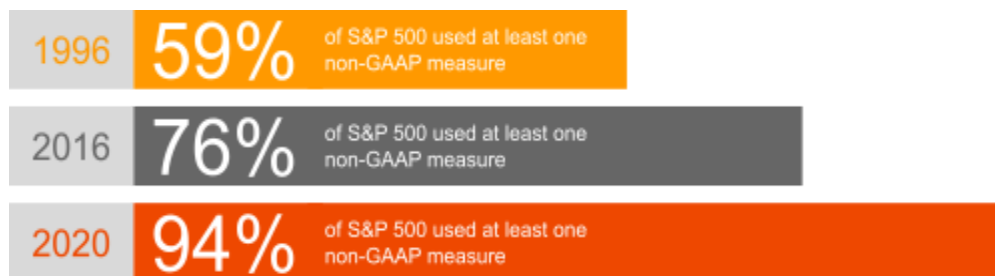 1996
59%
of S&P 500 used at least one
non-GAAP measure
2016
76%
of S&P 500 used at least one
non-GAAP measure
2020
94%
of S&P 500 used at least one
non-GAAP measure